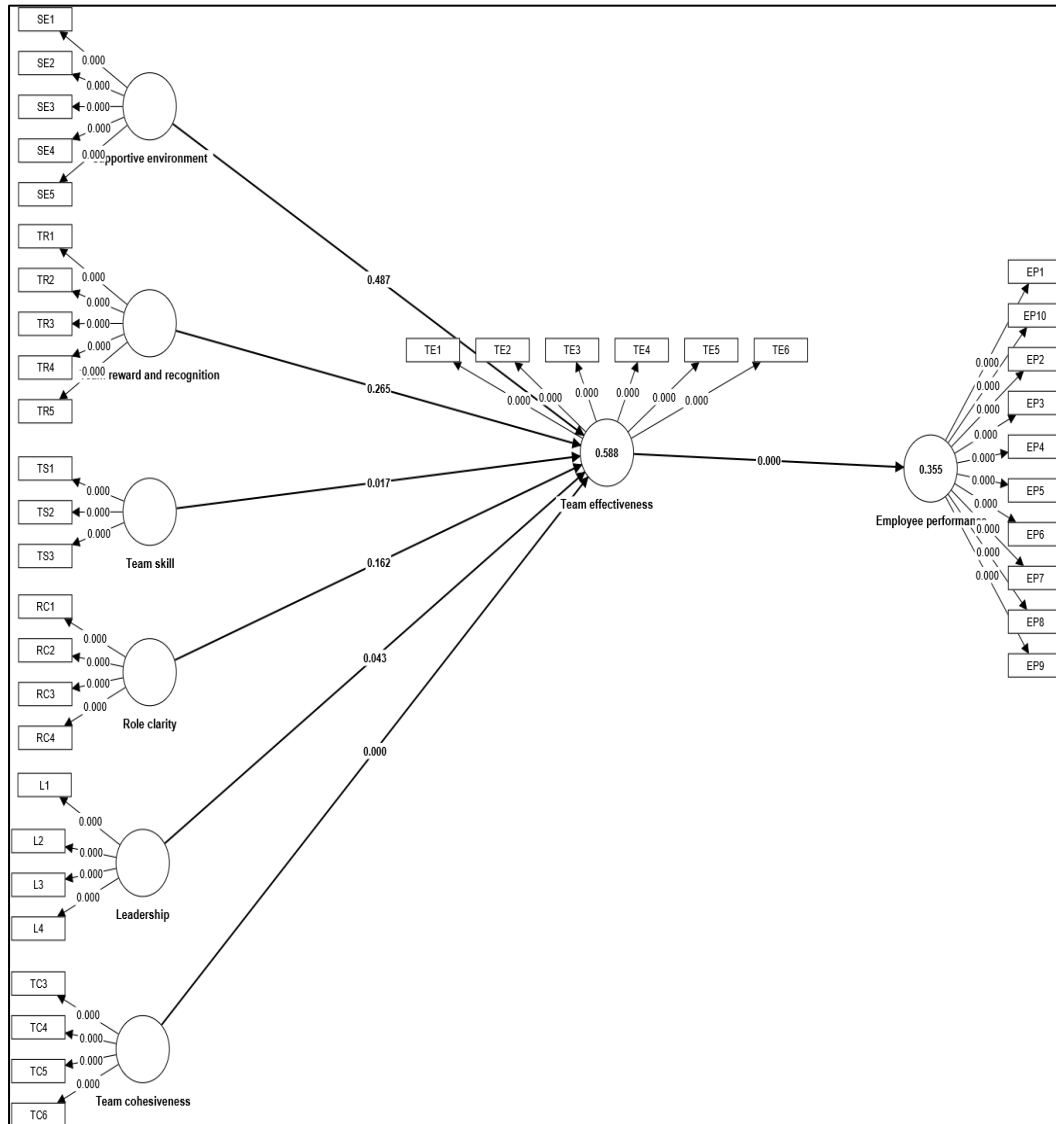 SE1
0.000
SE2
0.000
SE3
0.000
SE4
0.000
SE5
0.000
upportive environment
TR1
0.000
TR2
0.000
TR3
0.000
TR4
0.000
TR5
0.000
reward and recognition
TS1
0.000
TS2
0.000
TS3
0.000
Team skill
RC1
0.000
RC2
0.000
RC3
0.000
RC4
0.000
Role clarity
L1
0.000
L2
0.000
L3
0.000
L4
0.000
Leadership
TC3
0.000
TC4
0.000
TC5
0.000
TC6
0.000
Team cohesiveness
0.487
0.265
0.017
0.162
0.043
0.000
TE1 TE2 TE3 TE4 TE5 TE6
0.000 0.000 0.000 0.000 0.000 0.000
0.588
Team effectiveness
0.000
0.355
Employee performance
EP1
0.000
EP10
0.000
EP2
0.000
EP3
0.000
EP4
0.000
EP5
0.000
EP6
0.000
EP7
0.000
EP8
0.000
EP9
0.000